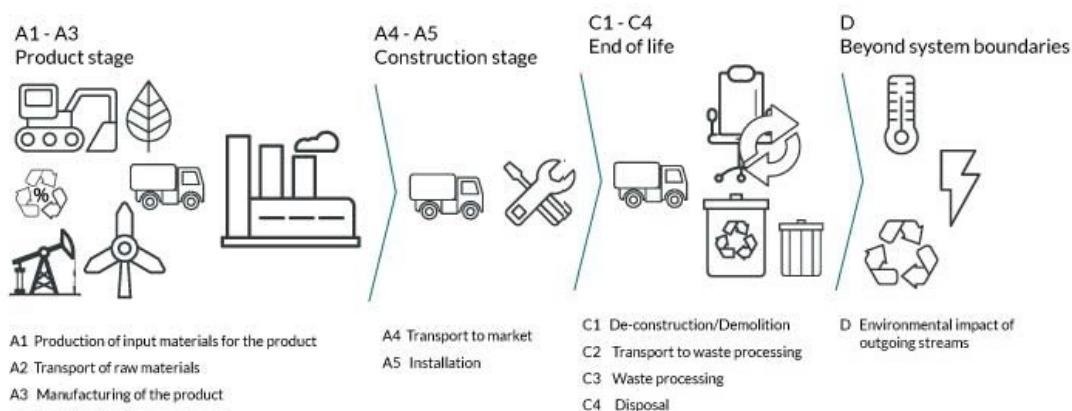 A1 - A3
Product stage
A4 - A5
Construction stage
C1 - C4
End of life
D
Beyond system boundaries
%
A1 Production of input materials for the product
A2 Transport of raw materials
A3 Manufacturing of the product
A4 Transport to market
A5 Installation
C1 De-construction/Demolition
C2 Transport to waste processing
C3 Waste processing
C4 Disposal
D Environmental impact of
outgoing streams